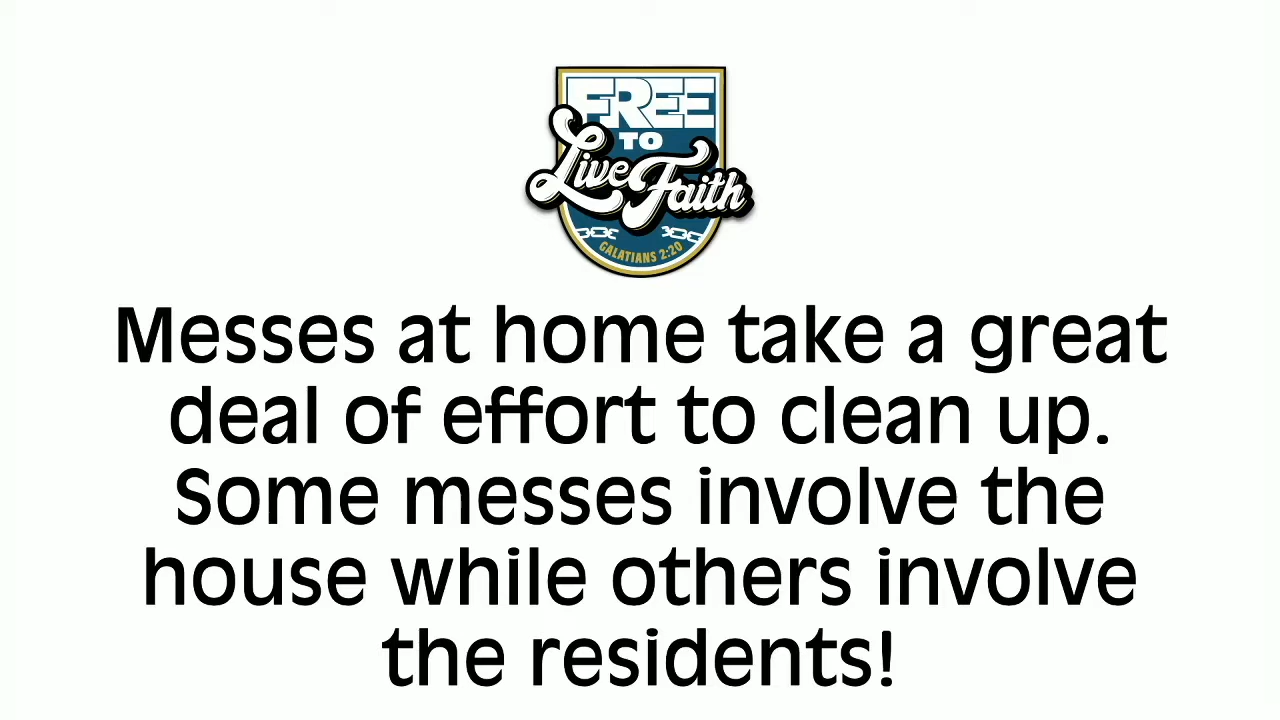 FREE
TO
Live Faith
GALATIANS 2:20
Messes at home take a great
deal of effort to clean up.
Some messes involve the
house while others involve
the residents!